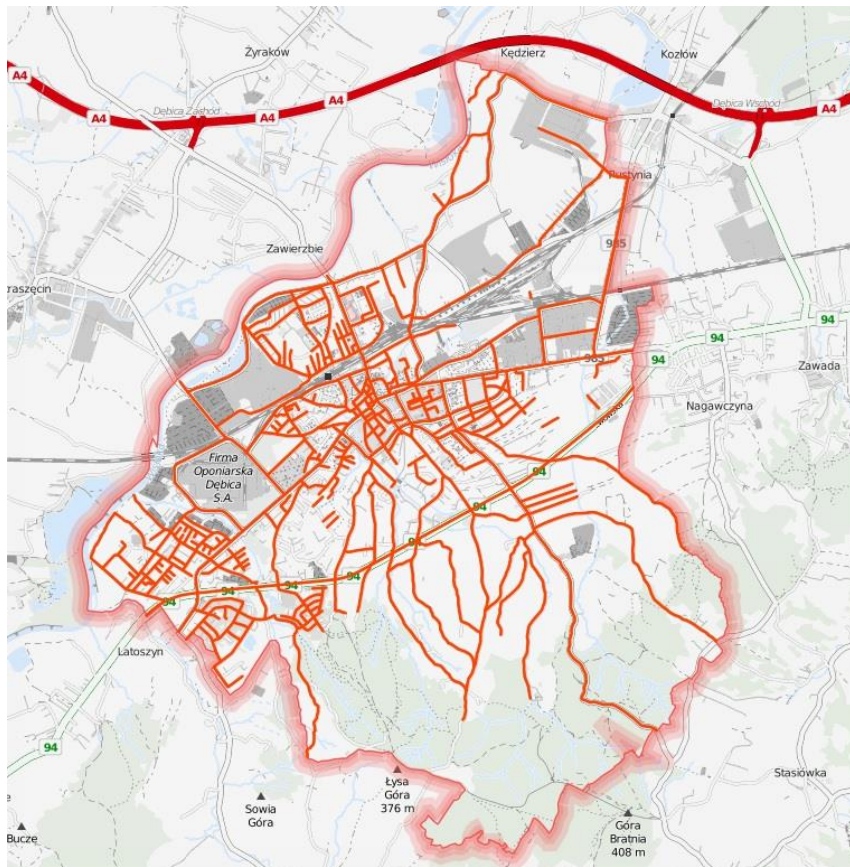 Żyraków
Kędzierz
Kozłów
A4
A4
A4
A4
A4
A4
Dębica Zachód
Dębica Wschód
Pustynia
Zawierzbie
985
raszęcin
94
94
985
94
Zawada
Nagawczyna
Firma
Oponiarska
Dębica
S.A.
94
94
94
94
94
94
Latoszyn
94
Stasiówka
Łysa
Góra
376 m
Sowia
Góra
Góra
Bratnia
408 m
Bucze